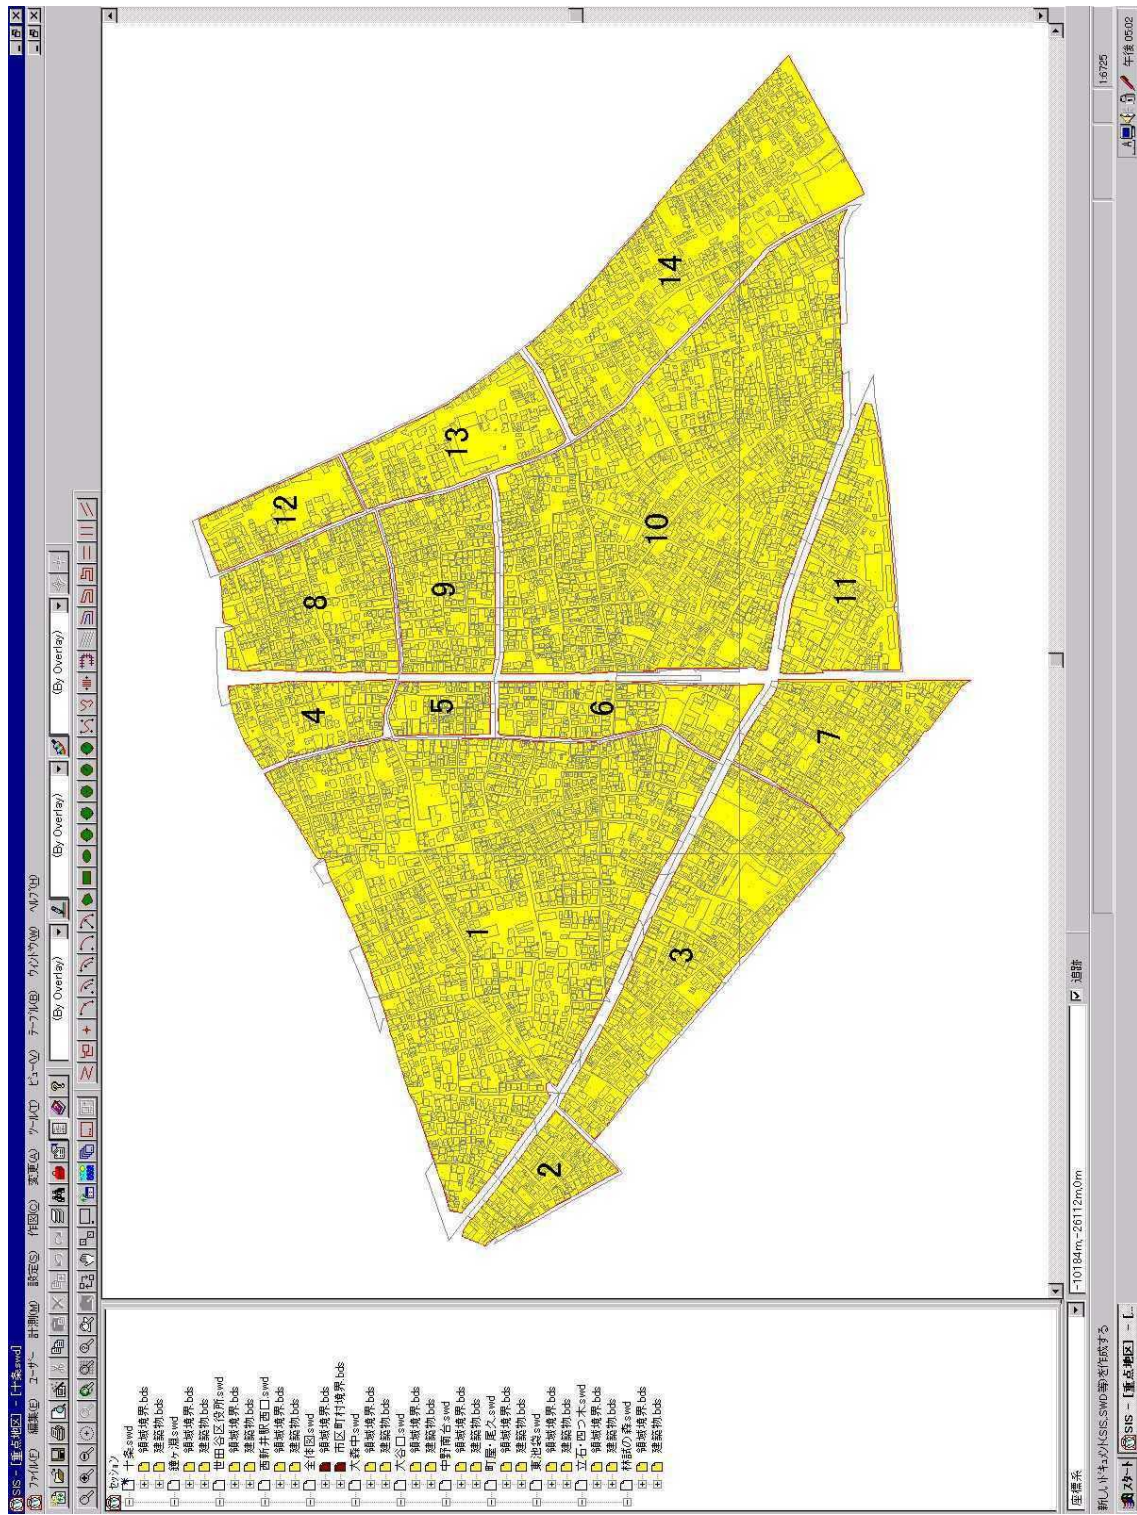 SIS - [重点地区] - [十条.swd]
ファイル(F) 編集(E) ユーザー 計測(M) 設定(S) 作図(C) 変更(A) ツール(T) ビュー(V) テーブル(B) ウィンドウ(W) ヘルプ(H)
(By Overlay) (By Overlay) (By Overlay)
セッション
十条.swd
領域境界.bds
建築物.bds
鐘ヶ淵.swd
領域境界.bds
建築物.bds
世田谷区役所.swd
領域境界.bds
建築物.bds
西新井駅西口.swd
領域境界.bds
建築物.bds
全体図.swd
領域境界.bds
市区町村境界.bds
大森中.swd
領域境界.bds
建築物.bds
大谷口.swd
領域境界.bds
建築物.bds
中野南台.swd
領域境界.bds
建築物.bds
町屋・尾久.swd
領域境界.bds
建築物.bds
東池袋.swd
領域境界.bds
建築物.bds
立石・四つ木.swd
領域境界.bds
建築物.bds
林試の森.swd
領域境界.bds
建築物.bds
1
2
3
4
5
6
7
8
9
10
11
12
13
14
座標系 -10184m,-26112m,0m 追跡
新しいドキュメント(SIS,SWD等)を作成する 1:6725
スタート SIS - [重点地区] - [... A 午後 05:02